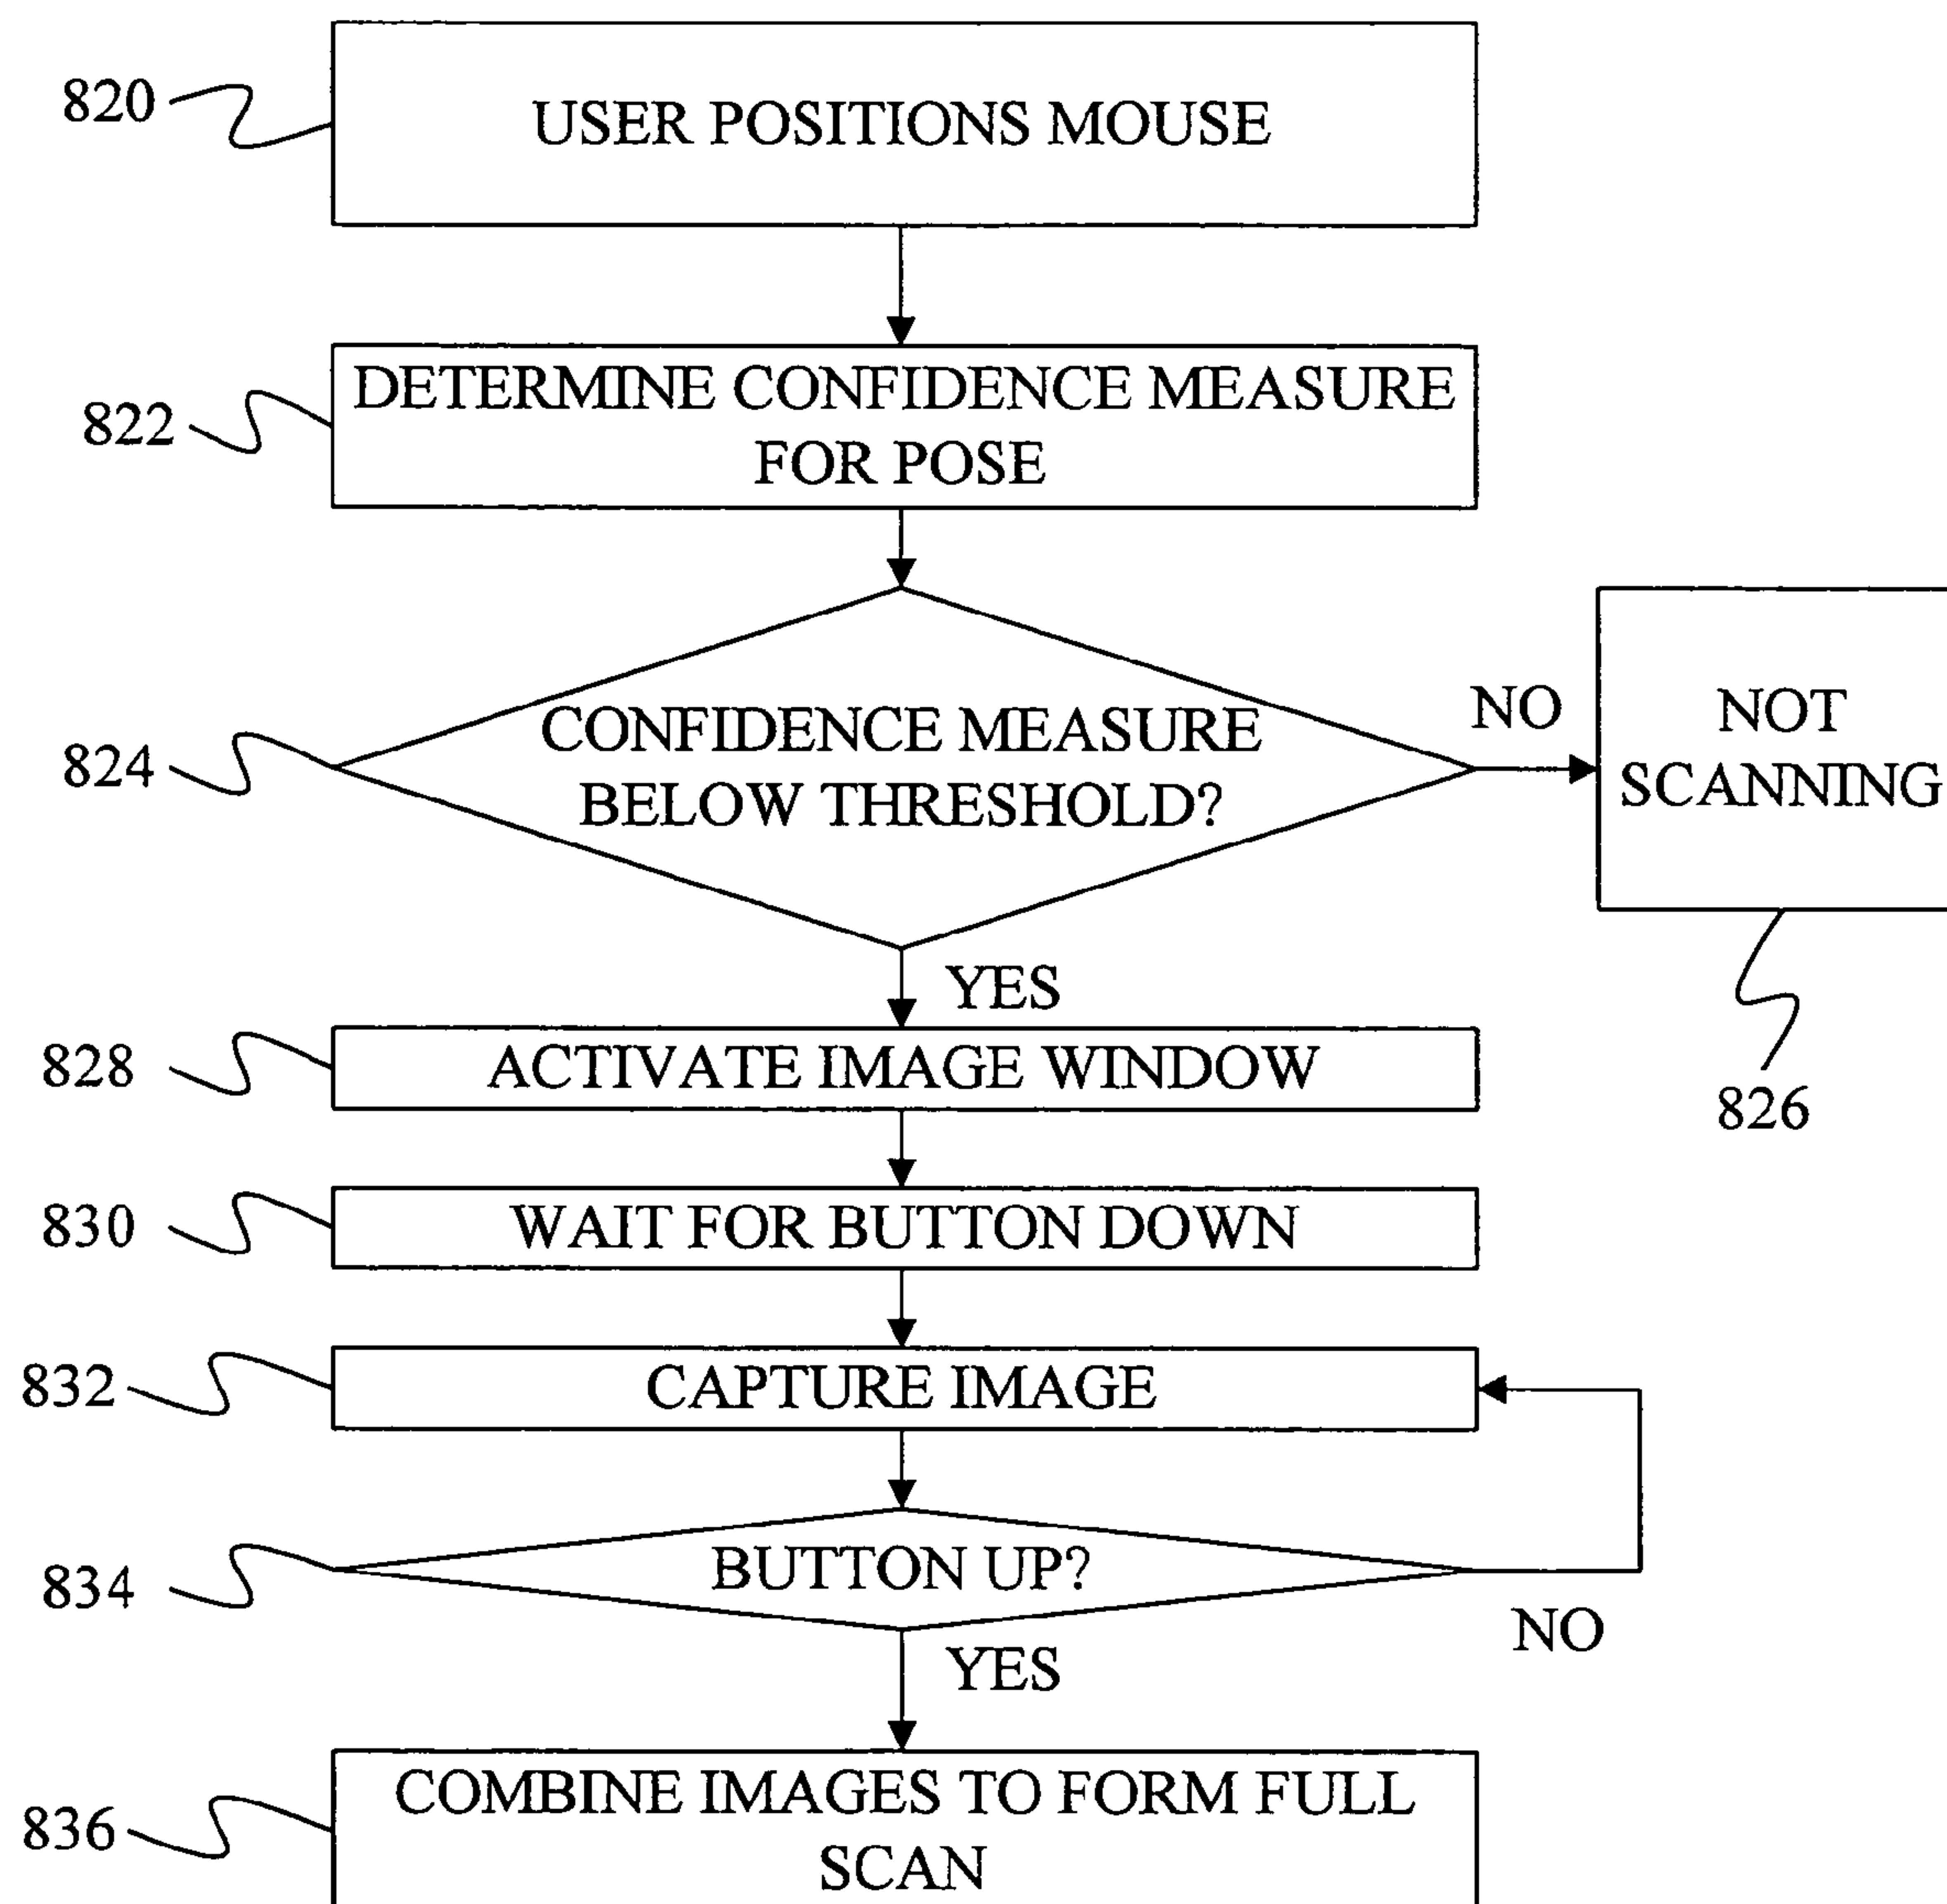 820
USER POSITIONS MOUSE
822
DETERMINE CONFIDENCE MEASURE
FOR POSE
824
CONFIDENCE MEASURE
BELOW THRESHOLD?
NO
NOT
SCANNING
826
YES
828
ACTIVATE IMAGE WINDOW
830
WAIT FOR BUTTON DOWN
832
CAPTURE IMAGE
834
BUTTON UP?
NO
YES
836
COMBINE IMAGES TO FORM FULL
SCAN